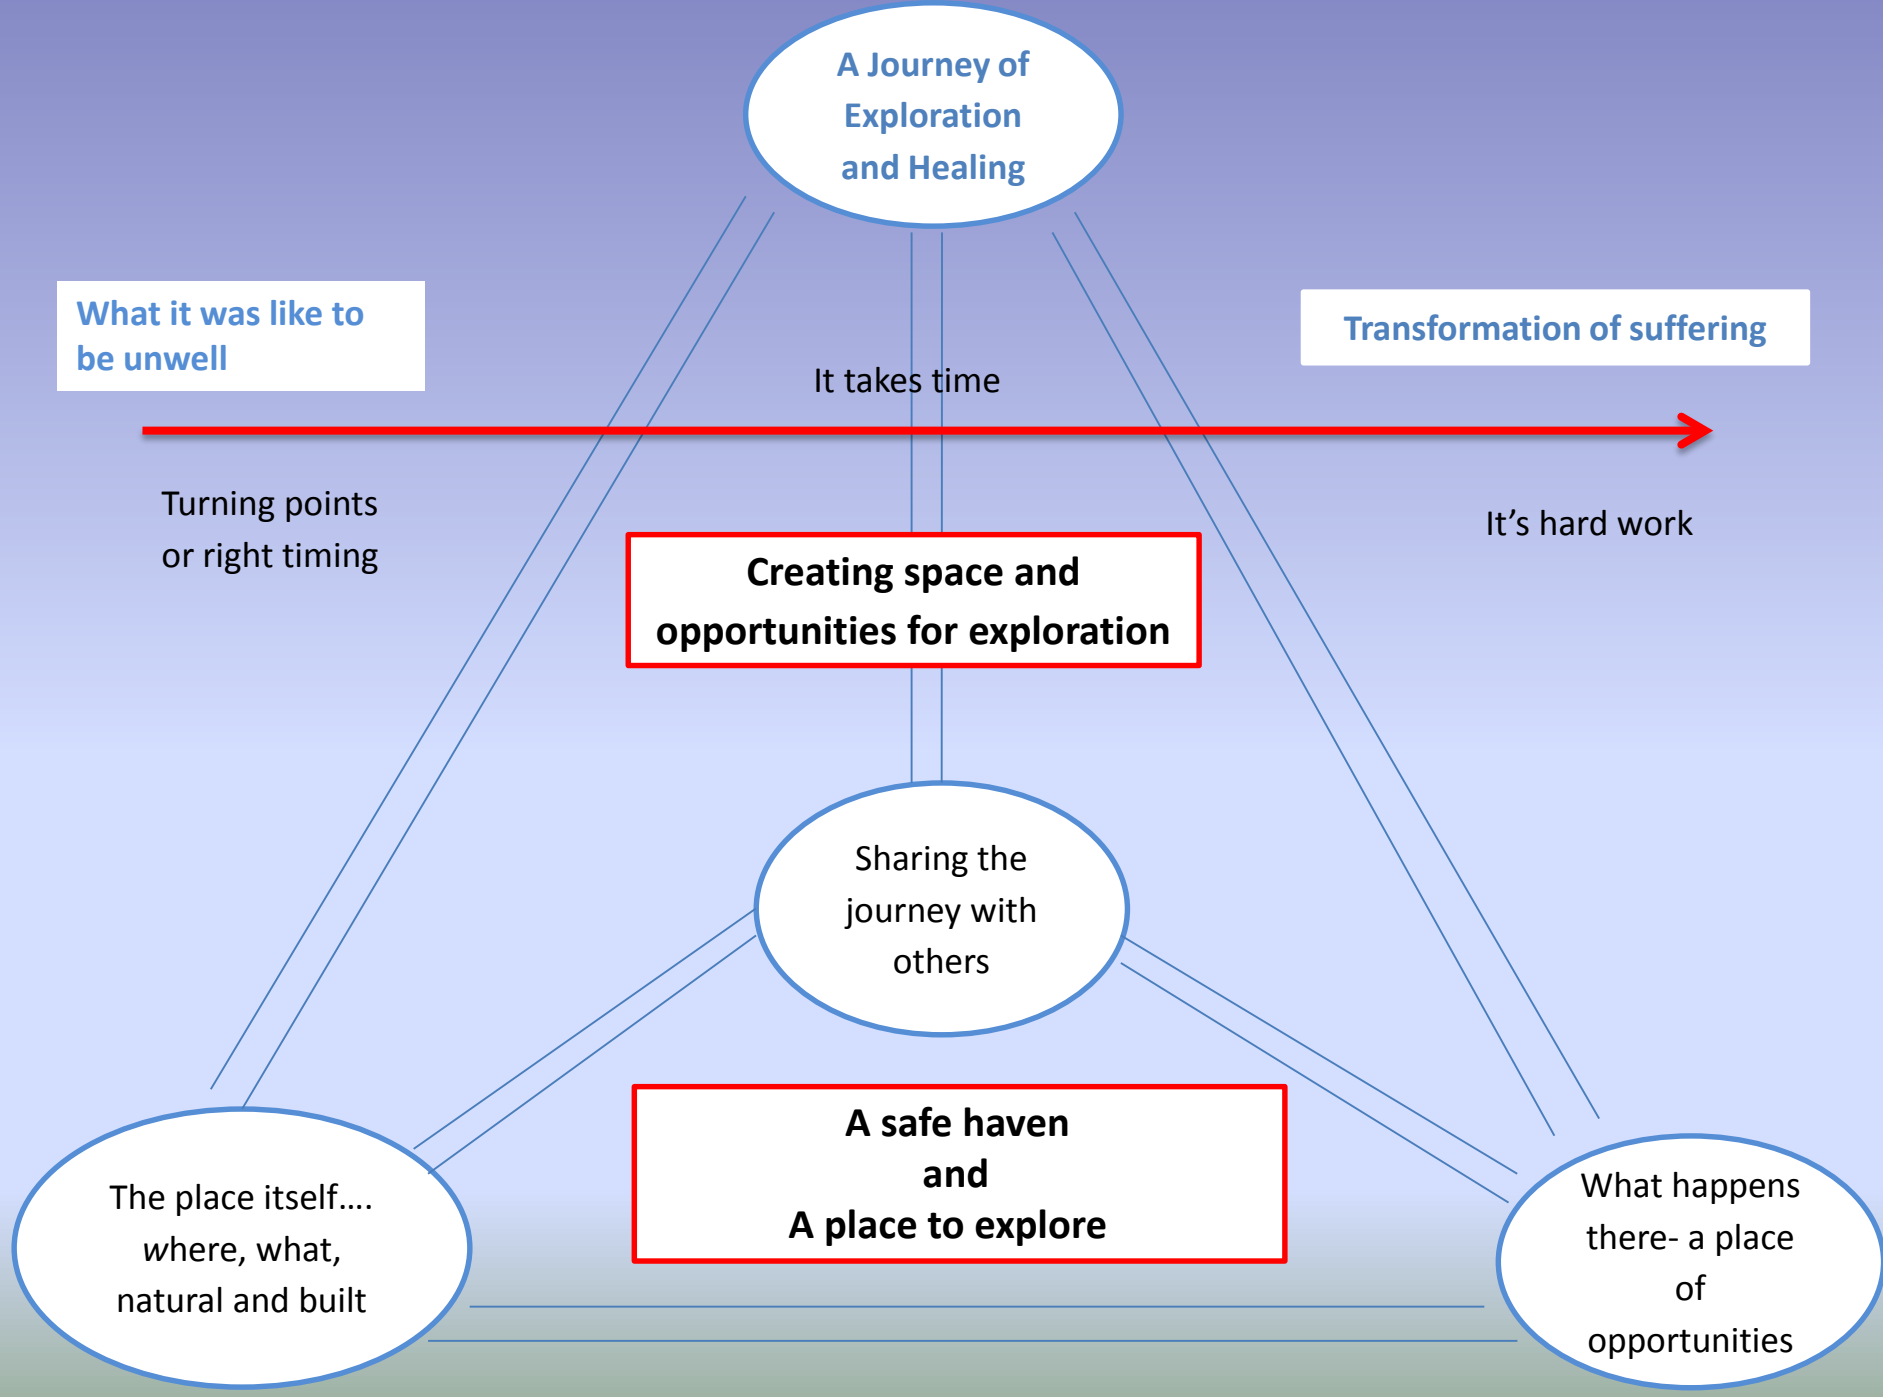 A Journey of
Exploration
and Healing
What it was like to
be unwell
Transformation of suffering
It takes time
Turning points
or right timing
It's hard work
Creating space and
opportunities for exploration
Sharing the
journey with
others
A safe haven
and
A place to explore
The place itself....
where, what,
natural and built
What happens
there- a place
of
opportunities